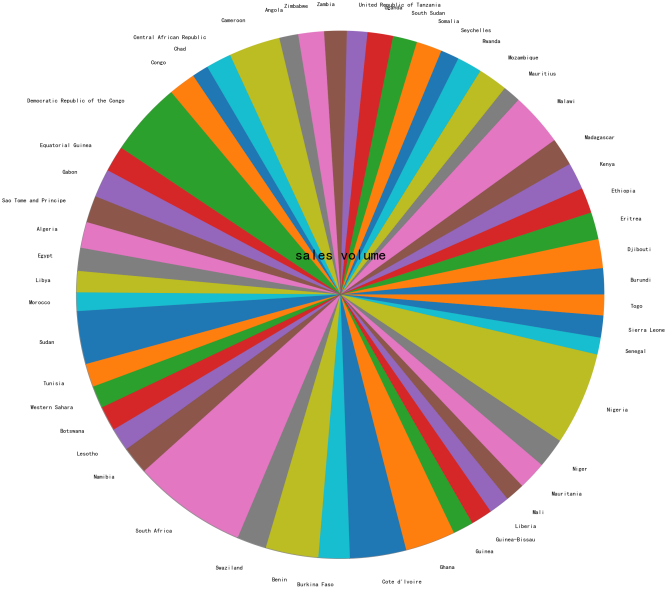 Zambia
United Republic of Tanzania
Zimbabwe
Uganda
Angola
South Sudan
Cameroon
Somalia
Seychelles
Central African Republic
Rwanda
Chad
Mozambique
Congo
Mauritius
Democratic Republic of the Congo
Malawi
Madagascar
Equatorial Guinea
Kenya
Gabon
Ethiopia
Sao Tome and Principe
Eritrea
Algeria
Djibouti
Egypt
sales volume
Libya
Burundi
Morocco
Togo
Sierra Leone
Sudan
Senegal
Tunisia
Western Sahara
Nigeria
Botswana
Lesotho
Niger
Namibia
Mauritania
Mali
South Africa
Liberia
Guinea-Bissau
Guinea
Swaziland
Ghana
Benin
Burkina Faso
Cote d'Ivoire